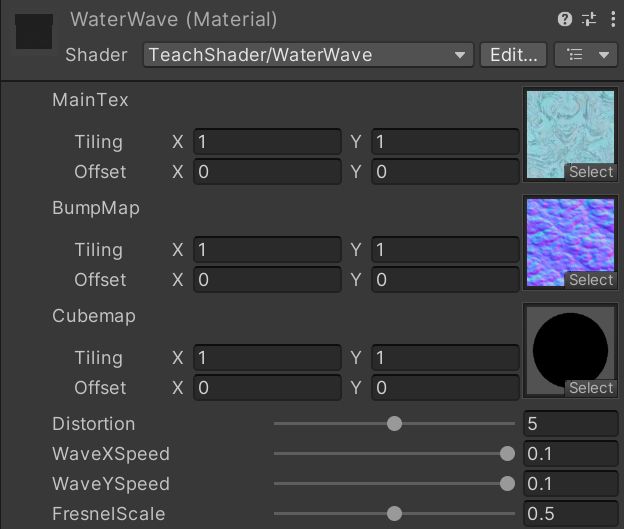 WaterWave (Material)
Shader TeachShader/WaterWave Edit...
MainTex
Tiling X 1 Y 1
Offset X 0 Y 0
Select
BumpMap
Tiling X 1 Y 1
Offset X 0 Y 0
Select
Cubemap
Tiling X 1 Y 1
Offset X 0 Y 0
Select
Distortion 5
WaveXSpeed 0.1
WaveYSpeed 0.1
FresnelScale 0.5